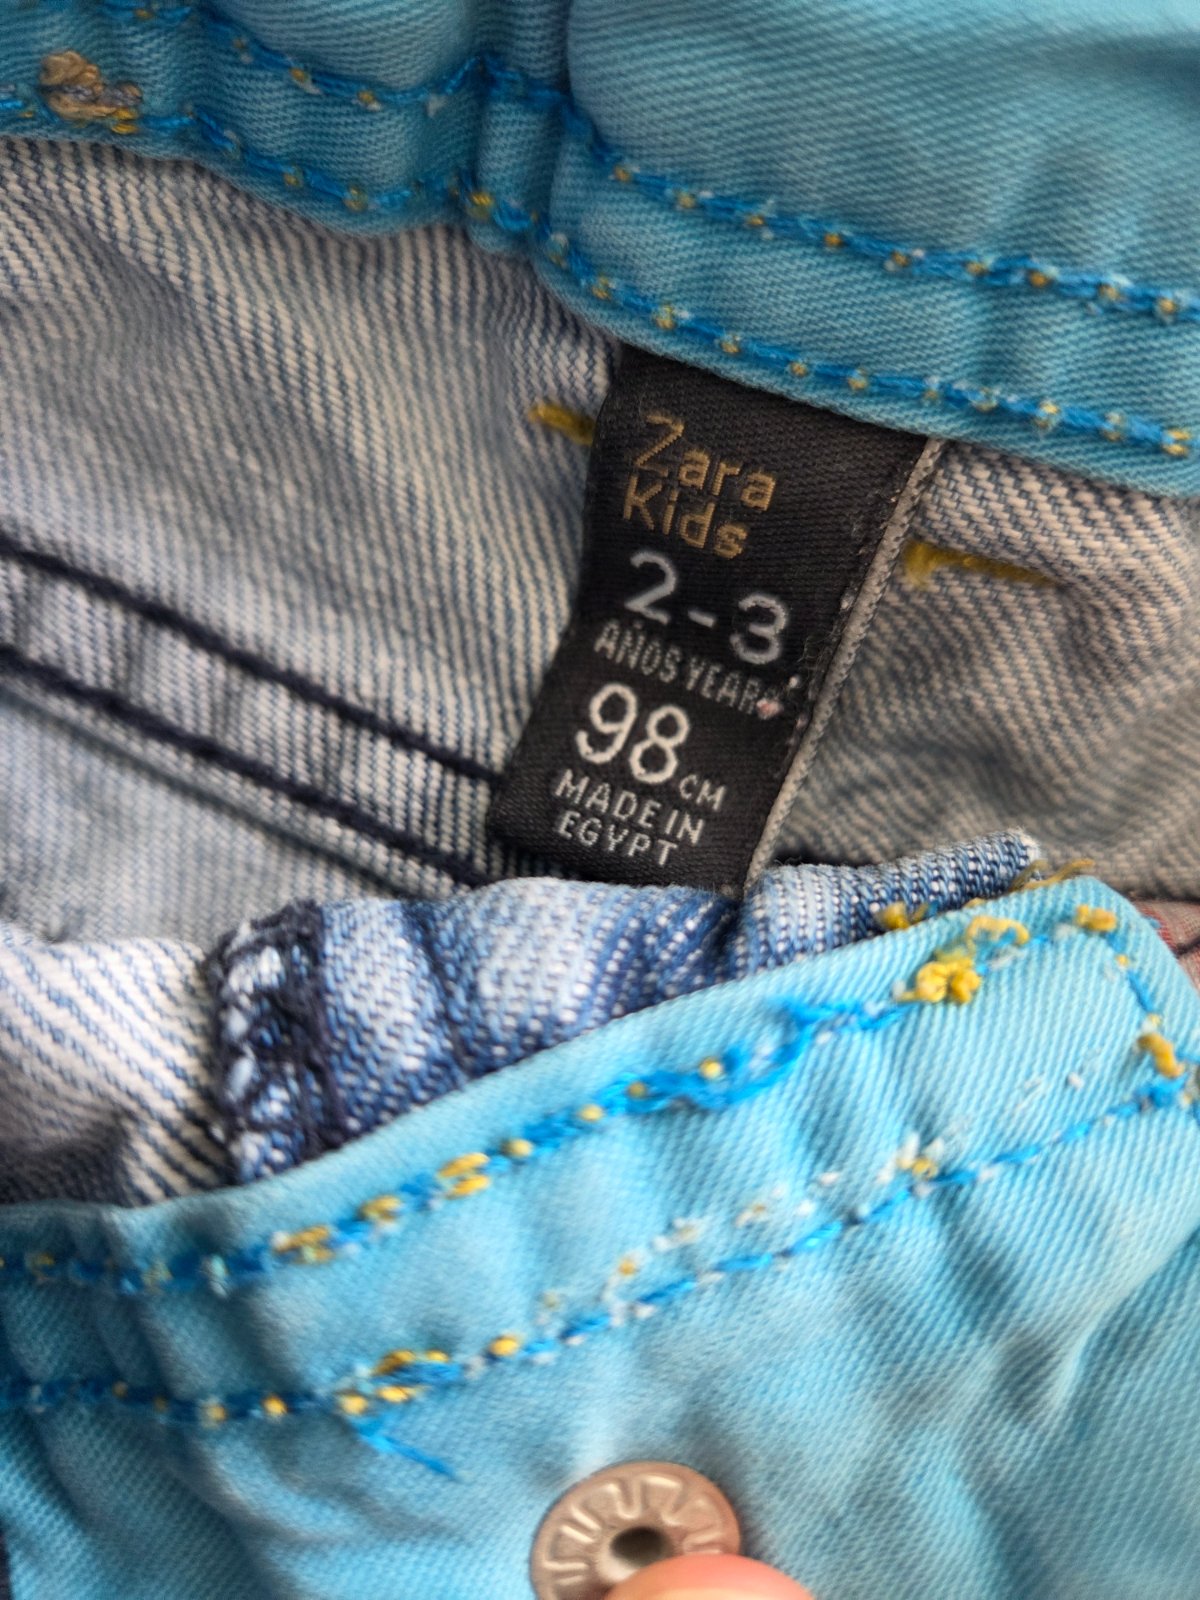 Zara
Kids
2-3
AÑOS YEARS
98 CM
MADE IN
EGYPT